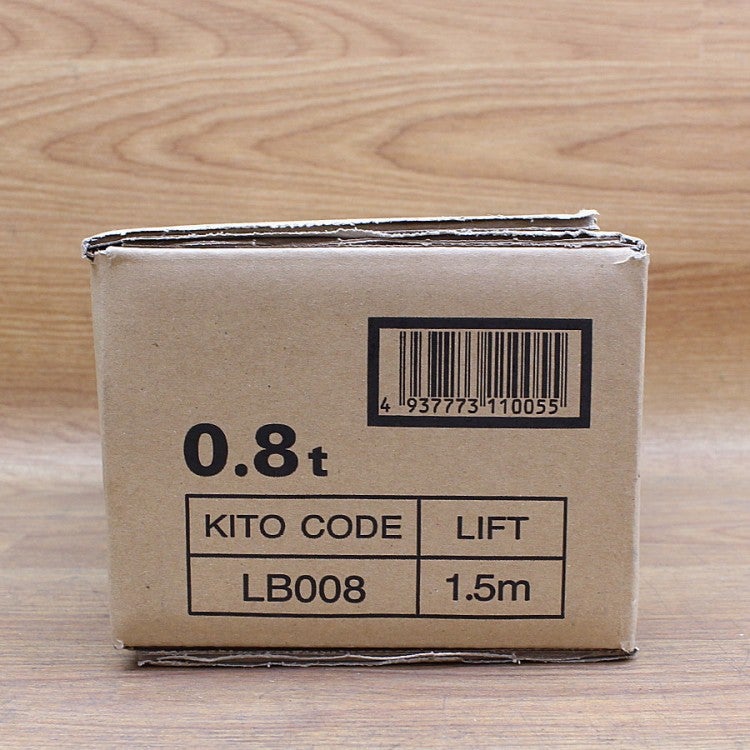 4 937773 110055
0.8t
KITO CODE LIFT
LB008 1.5m